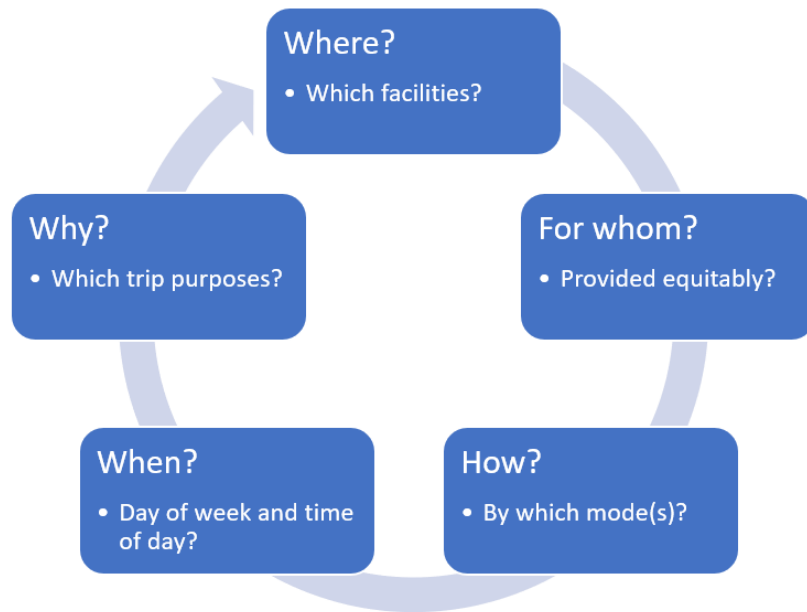 Where?
• Which facilities?
For whom?
• Provided equitably?
How?
• By which mode(s)?
When?
• Day of week and time
of day?
Why?
• Which trip purposes?